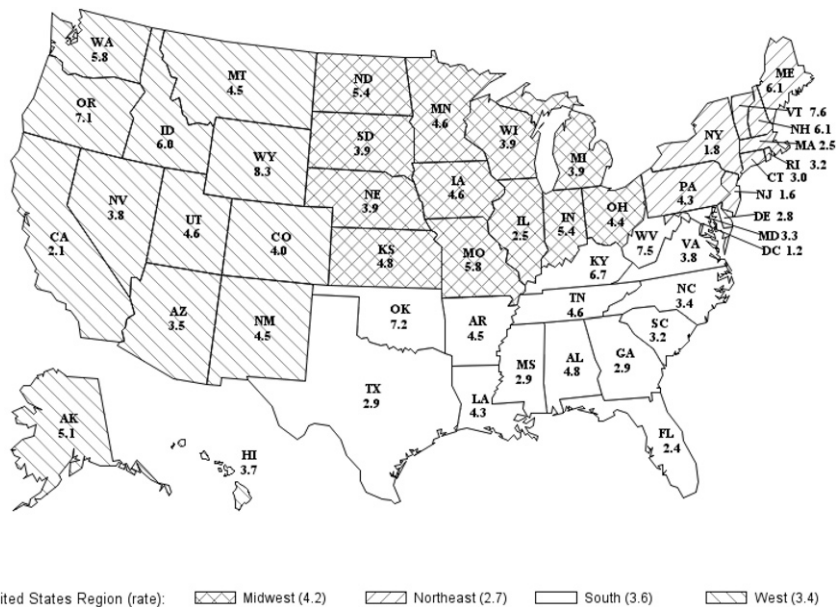 WA
5.8
MT
4.5
ND
5.4
MN
4.6
ME
6.1
OR
7.1
ID
6.0
SD
3.9
WI
3.9
MI
3.9
NY
1.8
VT 7.6
NH 6.1
MA 2.5
RI 3.2
CT 3.0
WY
8.3
NE
3.9
IA
4.6
PA
4.3
NJ 1.6
NV
3.8
UT
4.6
CO
4.0
IL
2.5
IN
5.4
OH
4.4
DE 2.8
MD 3.3
DC 1.2
CA
2.1
KS
4.8
MO
5.8
WV
7.5
VA
3.8
KY
6.7
AZ
3.5
NM
4.5
OK
7.2
AR
4.5
TN
4.6
NC
3.4
SC
3.2
TX
2.9
LA
4.3
MS
2.9
AL
4.8
GA
2.9
AK
5.1
HI
3.7
FL
2.4
ited States Region (rate): Midwest (4.2) Northeast (2.7) South (3.6) West (3.4)